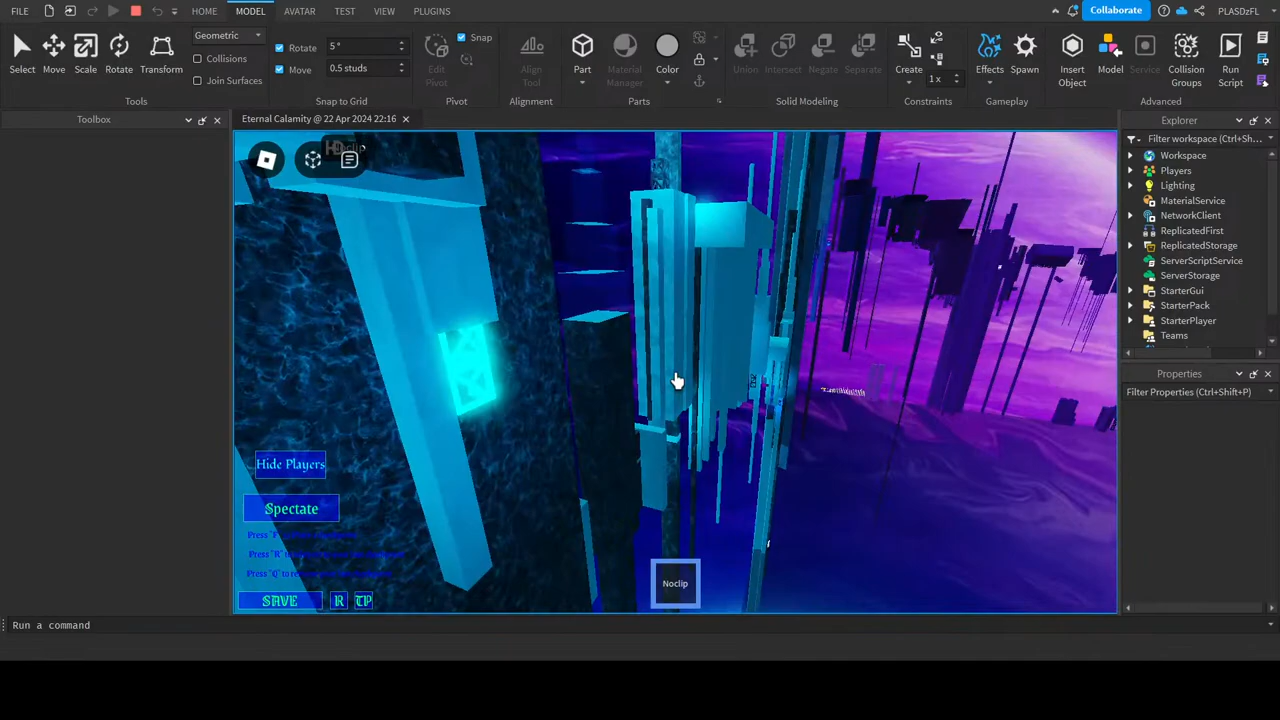 FILE HOME MODEL AVATAR TEST VIEW PLUGINS Collaborate PLASDzFL
Geometric
Collisions
Join Surfaces
Select Move Scale Rotate Transform
Tools
Rotate 5 °
Move 0.5 studs
Snap to Grid
Edit Pivot
Snap
Pivot
Align Tool
Alignment
Part Material Manager Color
Parts
Union Intersect Negate Separate
Solid Modeling
Create 1 x
Constraints
Effects Spawn
Gameplay
Insert Object Model Service Collision Groups Run Script
Advanced
Toolbox
Eternal Calamity @ 22 Apr 2024 22:16
Explorer
Filter workspace (Ctrl+Sh...
Workspace
Players
Lighting
MaterialService
NetworkClient
ReplicatedFirst
ReplicatedStorage
ServerScriptService
ServerStorage
StarterGui
StarterPack
StarterPlayer
Teams
Properties
Filter Properties (Ctrl+Shift+P)
Hide Players
Spectate
SAVE R TP
Noclip
Run a command